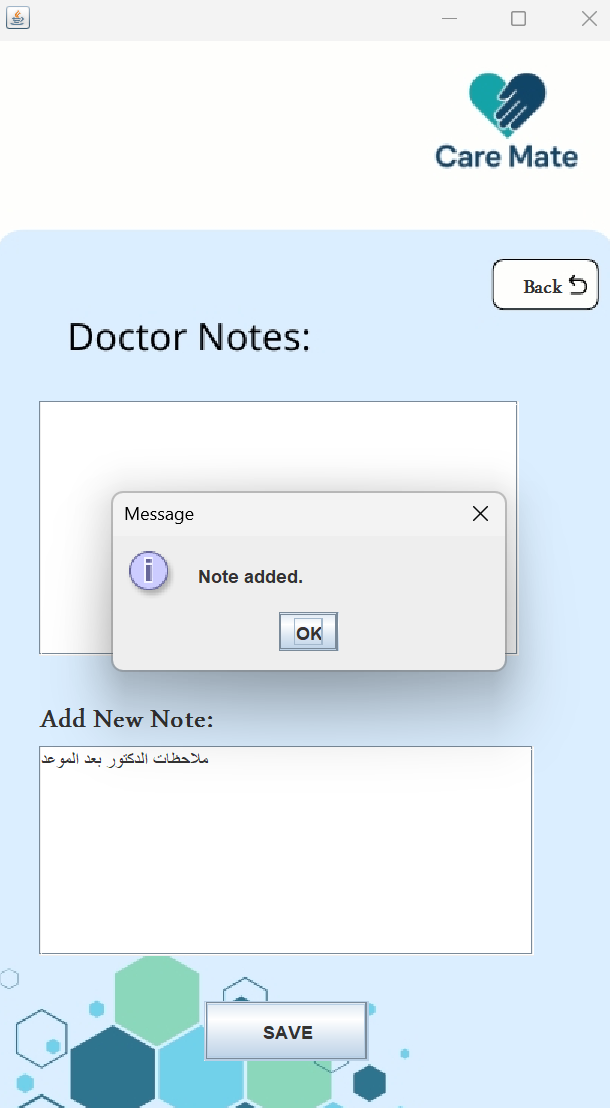 Care Mate
Back
Doctor Notes:
Message
Note added.
OK
Add New Note:
ملاحظات الدكتور بعد الموعد
SAVE